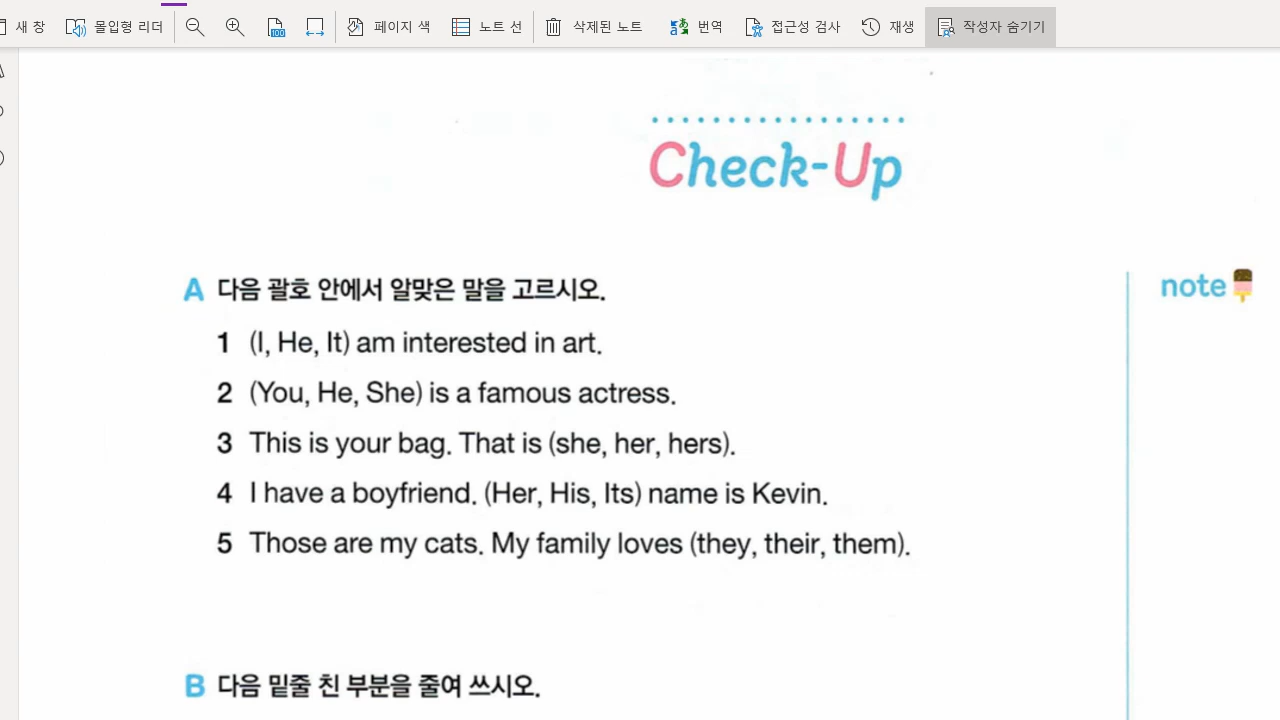 새 창 몰입형 리더 100 페이지 색 노트 선 삭제된 노트 번역 접근성 검사 재생 작성자 숨기기
Check-Up
A 다음 괄호 안에서 알맞은 말을 고르시오.
note
1 (I, He, It) am interested in art.
2 (You, He, She) is a famous actress.
3 This is your bag. That is (she, her, hers).
4 I have a boyfriend. (Her, His, Its) name is Kevin.
5 Those are my cats. My family loves (they, their, them).
B 다음 밑줄 친 부분을 줄여 쓰시오.